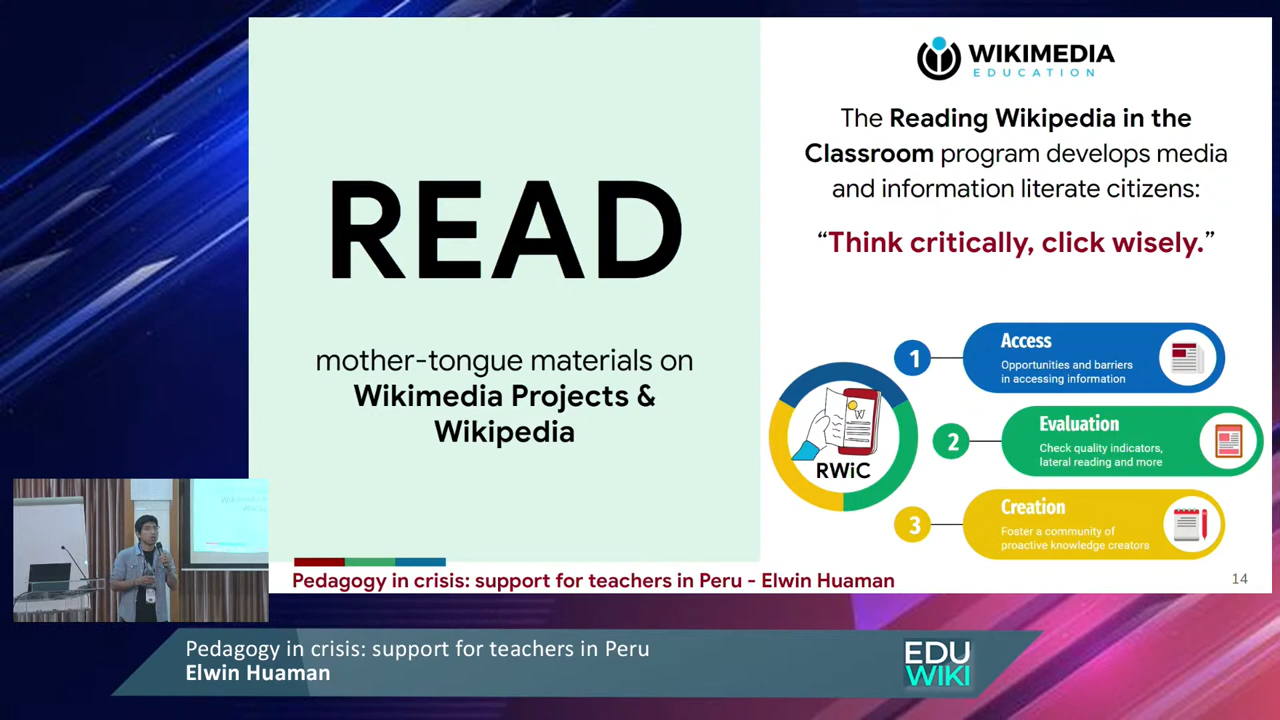 READ
mother-tongue materials on
Wikimedia Projects &
Wikipedia
WIKIMEDIA
EDUCATION
The Reading Wikipedia in the
Classroom program develops media
and information literate citizens:
“Think critically, click wisely.”
W
RWiC
1
Access
Opportunities and barriers
in accessing information
2
Evaluation
Check quality indicators,
lateral reading and more
3
Creation
Foster a community of
proactive knowledge creators
Pedagogy in crisis: support for teachers in Peru - Elwin Huaman
14
Pedagogy in crisis: support for teachers in Peru
Elwin Huaman
EDU
WIKI